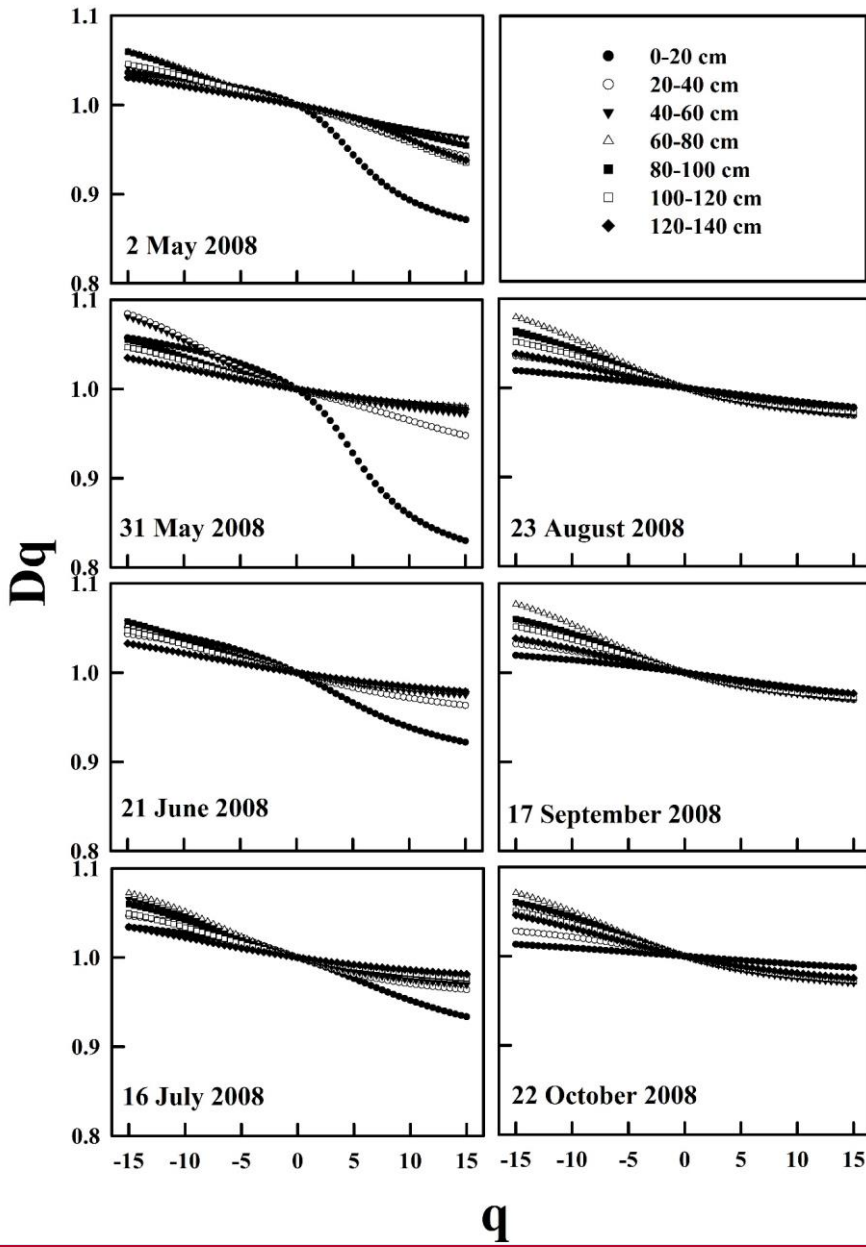 1.1
1.0
0.9
0.8
2 May 2008
0-20 cm
20-40 cm
40-60 cm
60-80 cm
80-100 cm
100-120 cm
120-140 cm
1.1
1.0
0.9
0.8
31 May 2008
23 August 2008
Dq
1.1
1.0
0.9
0.8
21 June 2008
17 September 2008
1.1
1.0
0.9
0.8
16 July 2008
22 October 2008
-15 -10 -5 0 5 10 15
-15 -10 -5 0 5 10 15
q